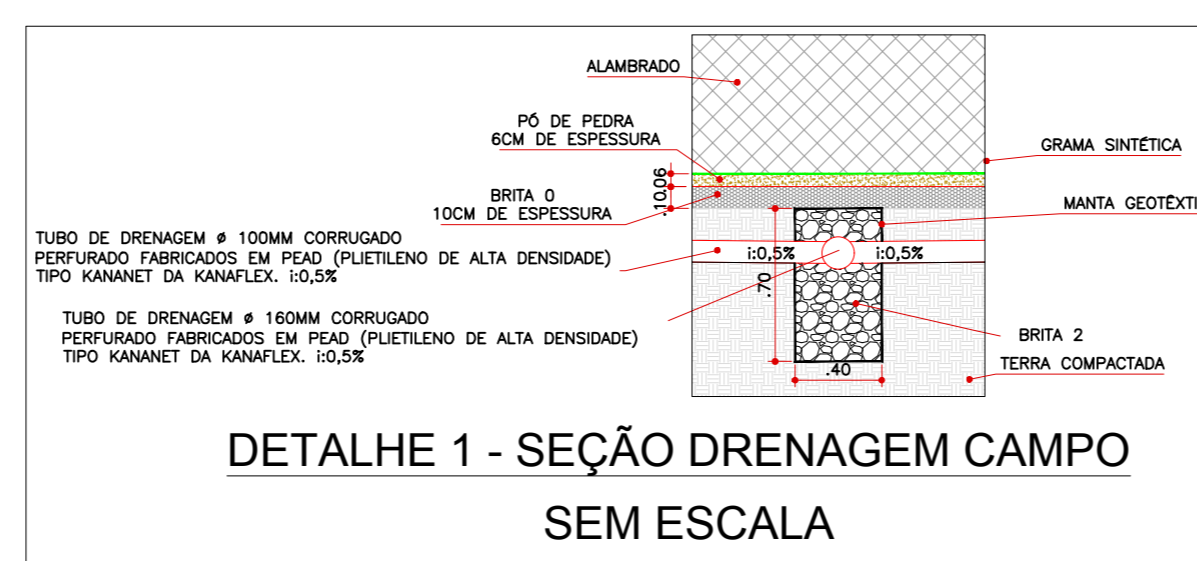 ALAMBRADO
PÓ DE PEDRA
6CM DE ESPESSURA
GRAMA SINTÉTICA
.06
.10
BRITA 0
10CM DE ESPESSURA
MANTA GEOTÊXTI
TUBO DE DRENAGEM ø 100MM CORRUGADO
PERFURADO FABRICADOS EM PEAD (PLIETILENO DE ALTA DENSIDADE)
TIPO KANANET DA KANAFLEX. i:0,5%
i:0,5%
i:0,5%
.70
TUBO DE DRENAGEM ø 160MM CORRUGADO
PERFURADO FABRICADOS EM PEAD (PLIETILENO DE ALTA DENSIDADE)
TIPO KANANET DA KANAFLEX. i:0,5%
BRITA 2
TERRA COMPACTADA
.40
DETALHE 1 - SEÇÃO DRENAGEM CAMPO
SEM ESCALA